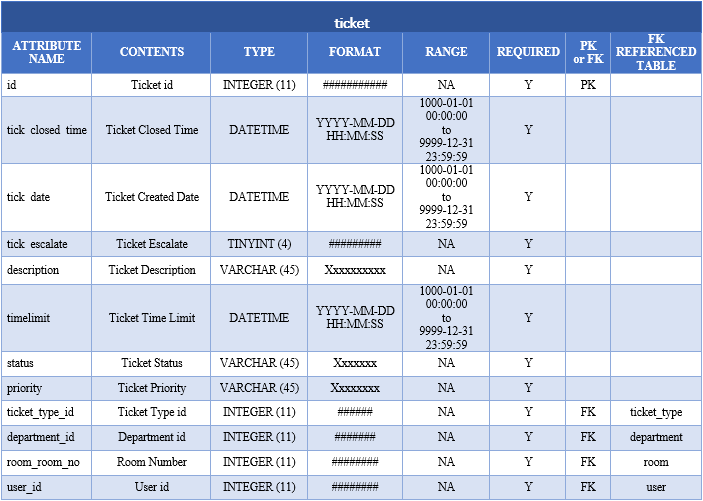 ticket
ATTRIBUTE NAME CONTENTS TYPE FORMAT RANGE REQUIRED PK or FK FK REFERENCED TABLE
id Ticket id INTEGER (11) ########### NA Y PK
tick_closed_time Ticket Closed Time DATETIME YYYY-MM-DD HH:MM:SS 1000-01-01 00:00:00 to 9999-12-31 23:59:59 Y
tick_date Ticket Created Date DATETIME YYYY-MM-DD HH:MM:SS 1000-01-01 00:00:00 to 9999-12-31 23:59:59 Y
tick_escalate Ticket Escalate TINYINT (4) ######### NA Y
description Ticket Description VARCHAR (45) Xxxxxxxxxx NA Y
timelimit Ticket Time Limit DATETIME YYYY-MM-DD HH:MM:SS 1000-01-01 00:00:00 to 9999-12-31 23:59:59 Y
status Ticket Status VARCHAR (45) Xxxxxxx NA Y
priority Ticket Priority VARCHAR (45) Xxxxxxxx NA Y
ticket_type_id Ticket Type id INTEGER (11) ###### NA Y FK ticket_type
department_id Department id INTEGER (11) ####### NA Y FK department
room_room_no Room Number INTEGER (11) ######## NA Y FK room
user_id User id INTEGER (11) ######## NA Y FK user